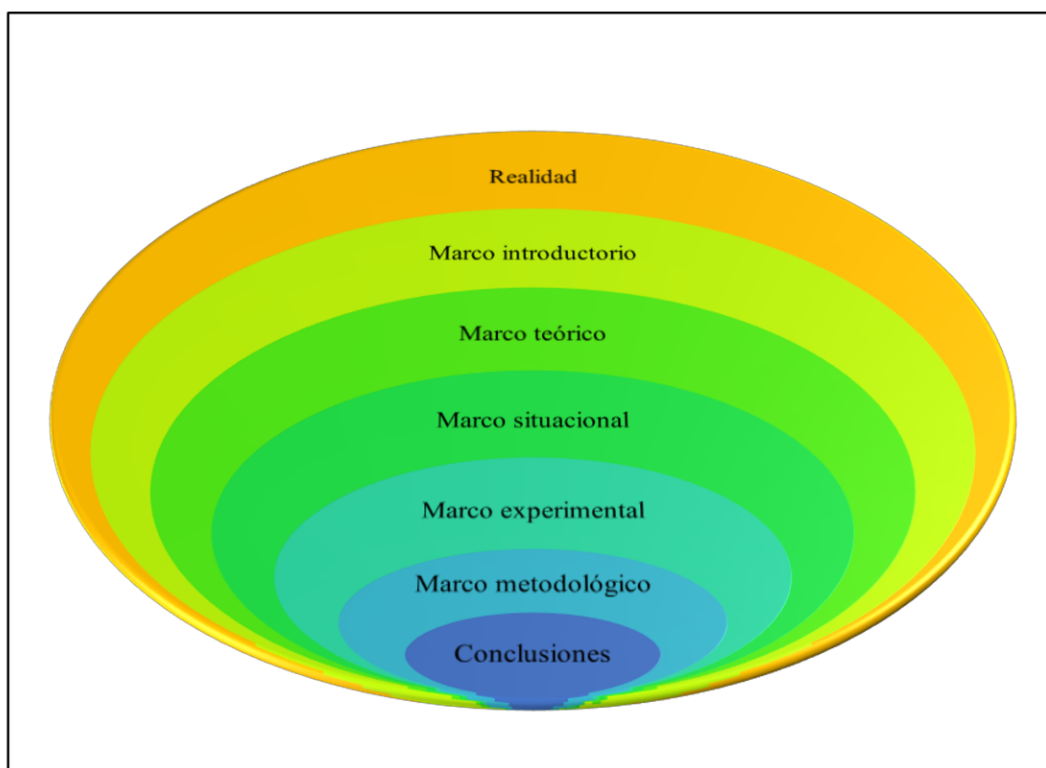 Realidad
Marco introductorio
Marco teórico
Marco situacional
Marco experimental
Marco metodológico
Conclusiones